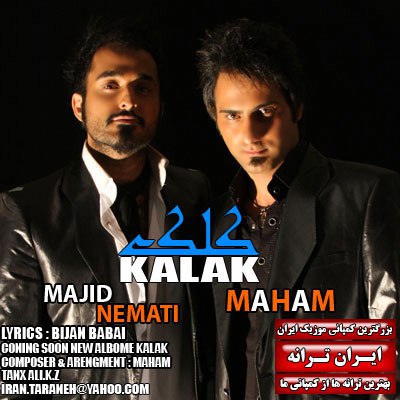 کلک
KALAK
MAJID
NEMATI
MAHAM
LYRICS : BIJAN BABAI
CONING SOON NEW ALBOME KALAK
COMPOSER & ARENGMENT : MAHAM
TANX ALI.K.Z
IRAN.TARANEH@YAHOO.COM
بزرگترین کمپانی موزیک ایران
ایران ترانه
بهترین ترانه ها از کمپانی ما